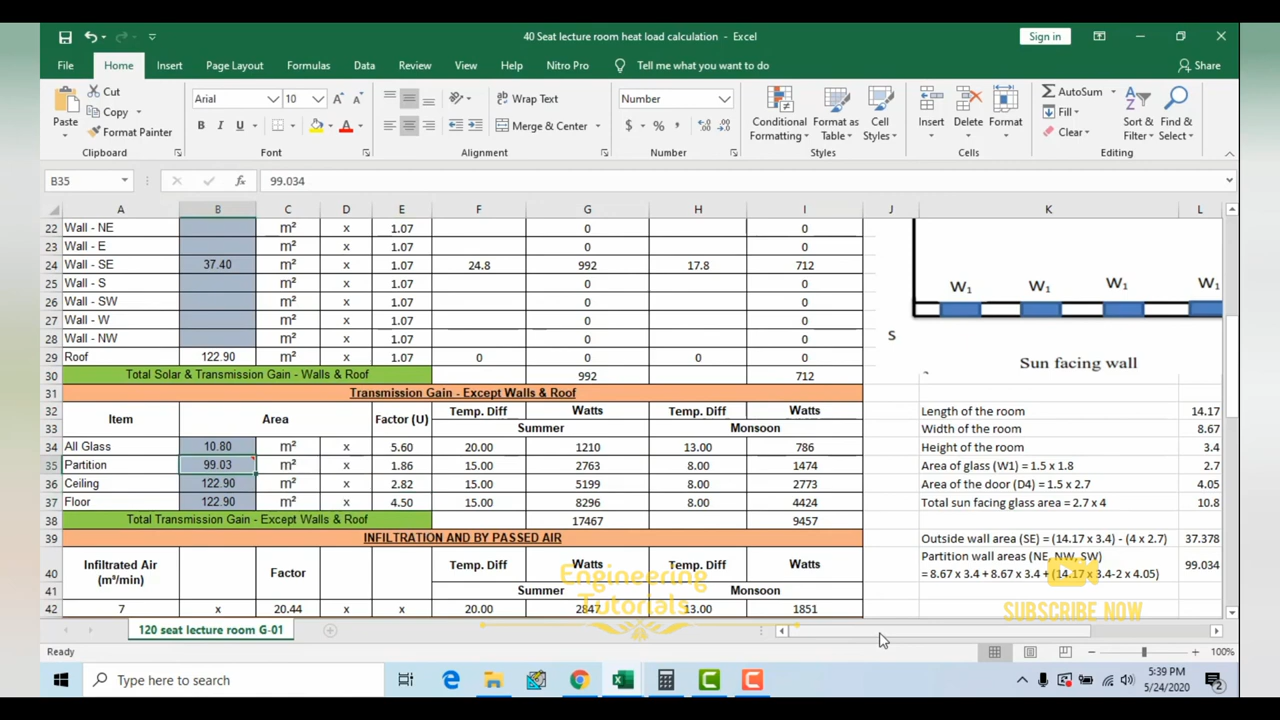 40 Seat lecture room heat load calculation - Excel
Sign in
File Home Insert Page Layout Formulas Data Review View Help Nitro Pro Tell me what you want to do Share
Paste
Cut
Copy
Format Painter
Clipboard
Arial 10
B I U
Font
Wrap Text
Merge & Center
Alignment
Number
$ %
Number
Conditional Formatting
Format as Table
Cell Styles
Styles
Insert
Delete
Format
Cells
AutoSum
Fill
Clear
Sort & Filter
Find & Select
Editing
B35 fx 99.034
A B C D E F G H I J K L
22 Wall - NE m² x 1.07 0 0
23 Wall - E m² x 1.07 0 0
24 Wall - SE 37.40 m² x 1.07 24.8 992 17.8 712
25 Wall - S m² x 1.07 0 0
26 Wall - SW m² x 1.07 0 0
27 Wall - W m² x 1.07 0 0
28 Wall - NW m² x 1.07 0 0
29 Roof 122.90 m² x 1.07 0 0 0 0
30 Total Solar & Transmission Gain - Walls & Roof 992 712
31 Transmission Gain - Except Walls & Roof
32 Item Area Factor (U) Temp. Diff Watts Temp. Diff Watts
33 Summer Monsoon
34 All Glass 10.80 m² x 5.60 20.00 1210 13.00 786
35 Partition 99.03 m² x 1.86 15.00 2763 8.00 1474
36 Ceiling 122.90 m² x 2.82 15.00 5199 8.00 2773
37 Floor 122.90 m² x 4.50 15.00 8296 8.00 4424
38 Total Transmission Gain - Except Walls & Roof 17467 9457
39 INFILTRATION AND BY PASSED AIR
40 Infiltrated Air (m³/min) Factor Temp. Diff Watts Temp. Diff Watts
41 Summer Monsoon
42 7 x 20.44 x x 20.00 2847 13.00 1851
W₁ W₁ W₁ W₁
S
Sun facing wall
Length of the room 14.17
Width of the room 8.67
Height of the room 3.4
Area of glass (W1) = 1.5 x 1.8 2.7
Area of the door (D4) = 1.5 x 2.7 4.05
Total sun facing glass area = 2.7 x 4 10.8
Outside wall area (SE) = (14.17 x 3.4) - (4 x 2.7) 37.378
Partition wall areas (NE, NW, SW)
= 8.67 x 3.4 + 8.67 x 3.4 + (14.17 x 3.4-2 x 4.05) 99.034
Engineering
Tutorials
SUBSCRIBE NOW
120 seat lecture room G-01
Ready
100%
Type here to search
5:39 PM
5/24/2020
2